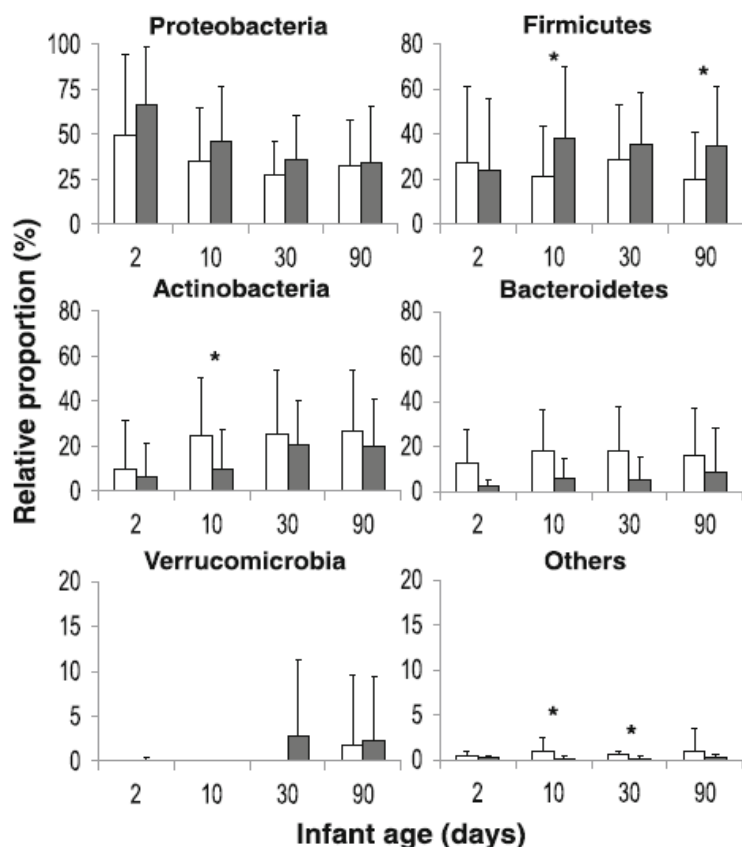 Proteobacteria Firmicutes
100 80
75 60
50 40
25 20
0 0
* *
2 10 30 90 2 10 30 90
Actinobacteria Bacteroidetes
80 80
60 60
40 40
20 20
0 0
*
2 10 30 90 2 10 30 90
Verrucomicrobia Others
20 20
15 15
10 10
5 5
0 0
* *
2 10 30 90 2 10 30 90
Relative proportion (%)
Infant age (days)